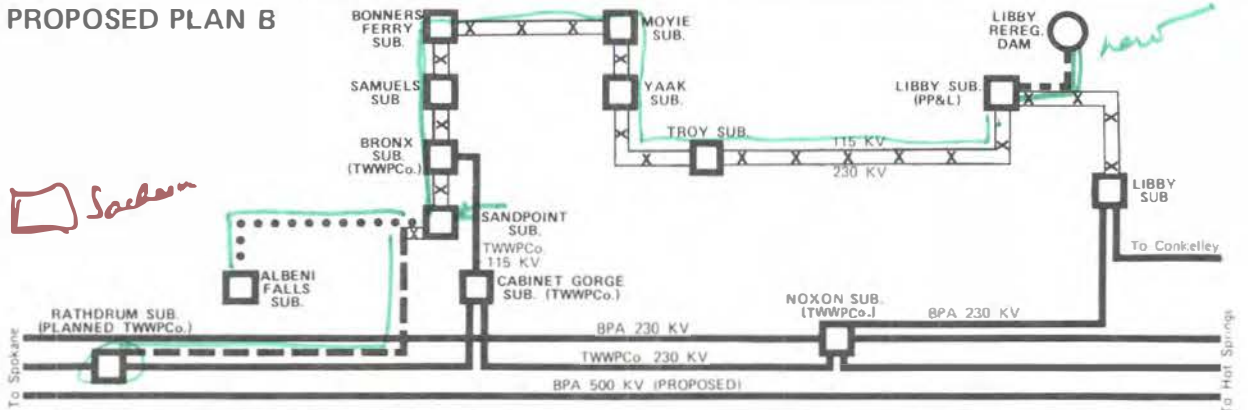 PROPOSED PLAN B
BONNERS
FERRY
SUB.
MOYIE
SUB.
LIBBY
REREG.
DAM
new
SAMUELS
SUB
YAAK
SUB.
LIBBY SUB.
(PP&L)
BRONX
SUB.
(TWWPCo.)
TROY SUB.
115 KV
230 KV
LIBBY
SUB
SANDPOINT
SUB.
TWWPCo.
115 KV
To Conkelley
ALBENI
FALLS
SUB.
CABINET GORGE
SUB. (TWWPCo.)
NOXON SUB.
(TWWPCo.)
RATHDRUM SUB.
(PLANNED TWWPCo.)
BPA 230 KV
BPA 230 KV
TWWPCo. 230 KV
BPA 500 KV (PROPOSED)
To Spokane
To Hot Springs